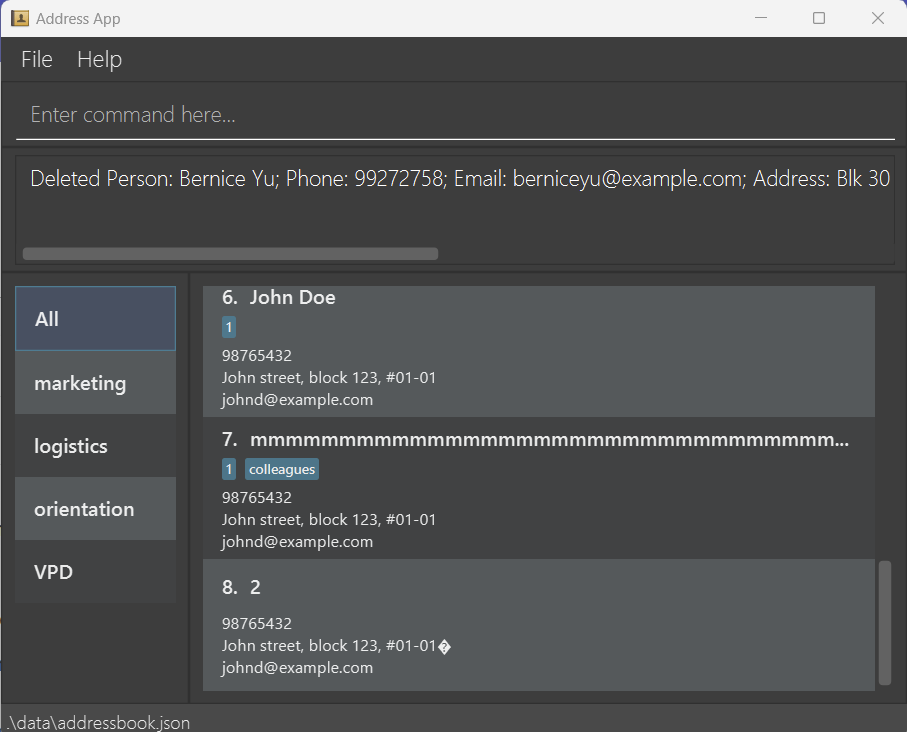 Address App
File Help
Enter command here...
Deleted Person: Bernice Yu; Phone: 99272758; Email: berniceyu@example.com; Address: Blk 30
All
marketing
logistics
orientation
VPD
6. John Doe
1
98765432
John street, block 123, #01-01
johnd@example.com
7. mmmmmmmmmmmmmmmmmmmmmmmmmmmmmmmmm...
1 colleagues
98765432
John street, block 123, #01-01
johnd@example.com
8. 2
98765432
John street, block 123, #01-01�
johnd@example.com
.\data\addressbook.json